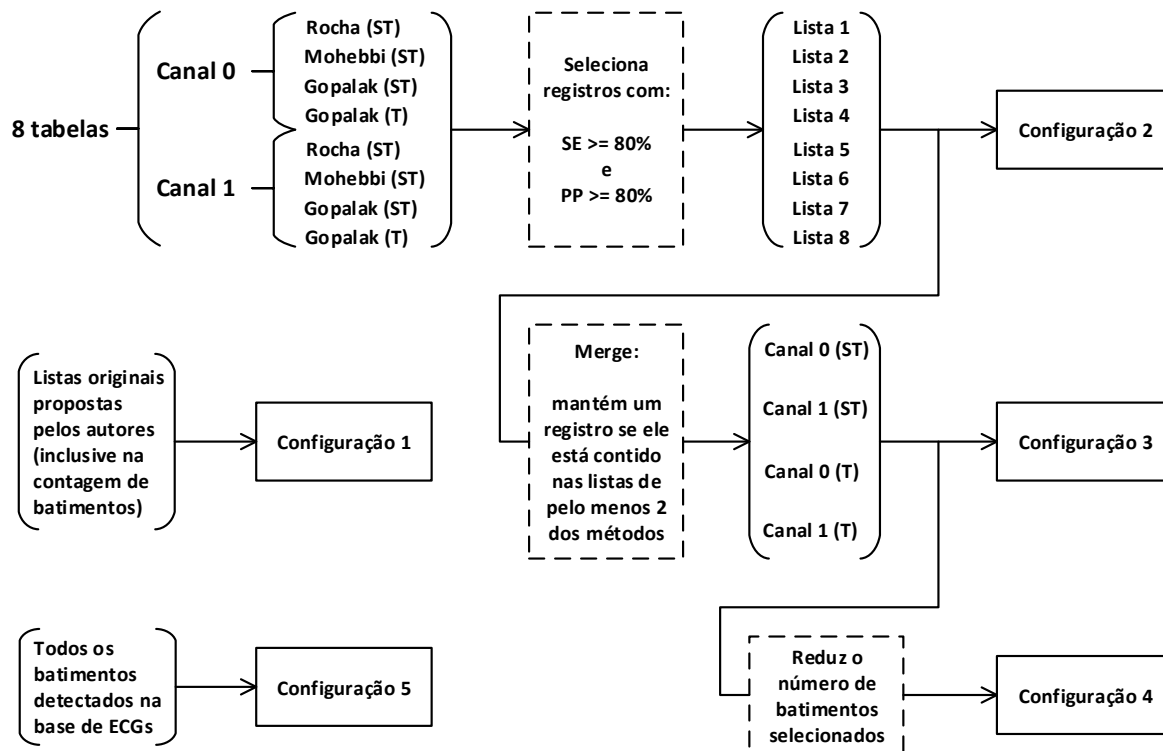 8 tabelas
Canal 0
Rocha (ST)
Mohebbi (ST)
Gopalak (ST)
Gopalak (T)
Canal 1
Rocha (ST)
Mohebbi (ST)
Gopalak (ST)
Gopalak (T)
Seleciona
registros com:
SE >= 80%
e
PP >= 80%
Lista 1
Lista 2
Lista 3
Lista 4
Lista 5
Lista 6
Lista 7
Lista 8
Configuração 2
Listas originais
propostas
pelos autores
(inclusive na
contagem de
batimentos)
Configuração 1
Merge:
mantém um
registro se ele
está contido
nas listas de
pelo menos 2
dos métodos
Canal 0 (ST)
Canal 1 (ST)
Canal 0 (T)
Canal 1 (T)
Configuração 3
Todos os
batimentos
detectados na
base de ECGs
Configuração 5
Reduz o
número de
batimentos
selecionados
Configuração 4